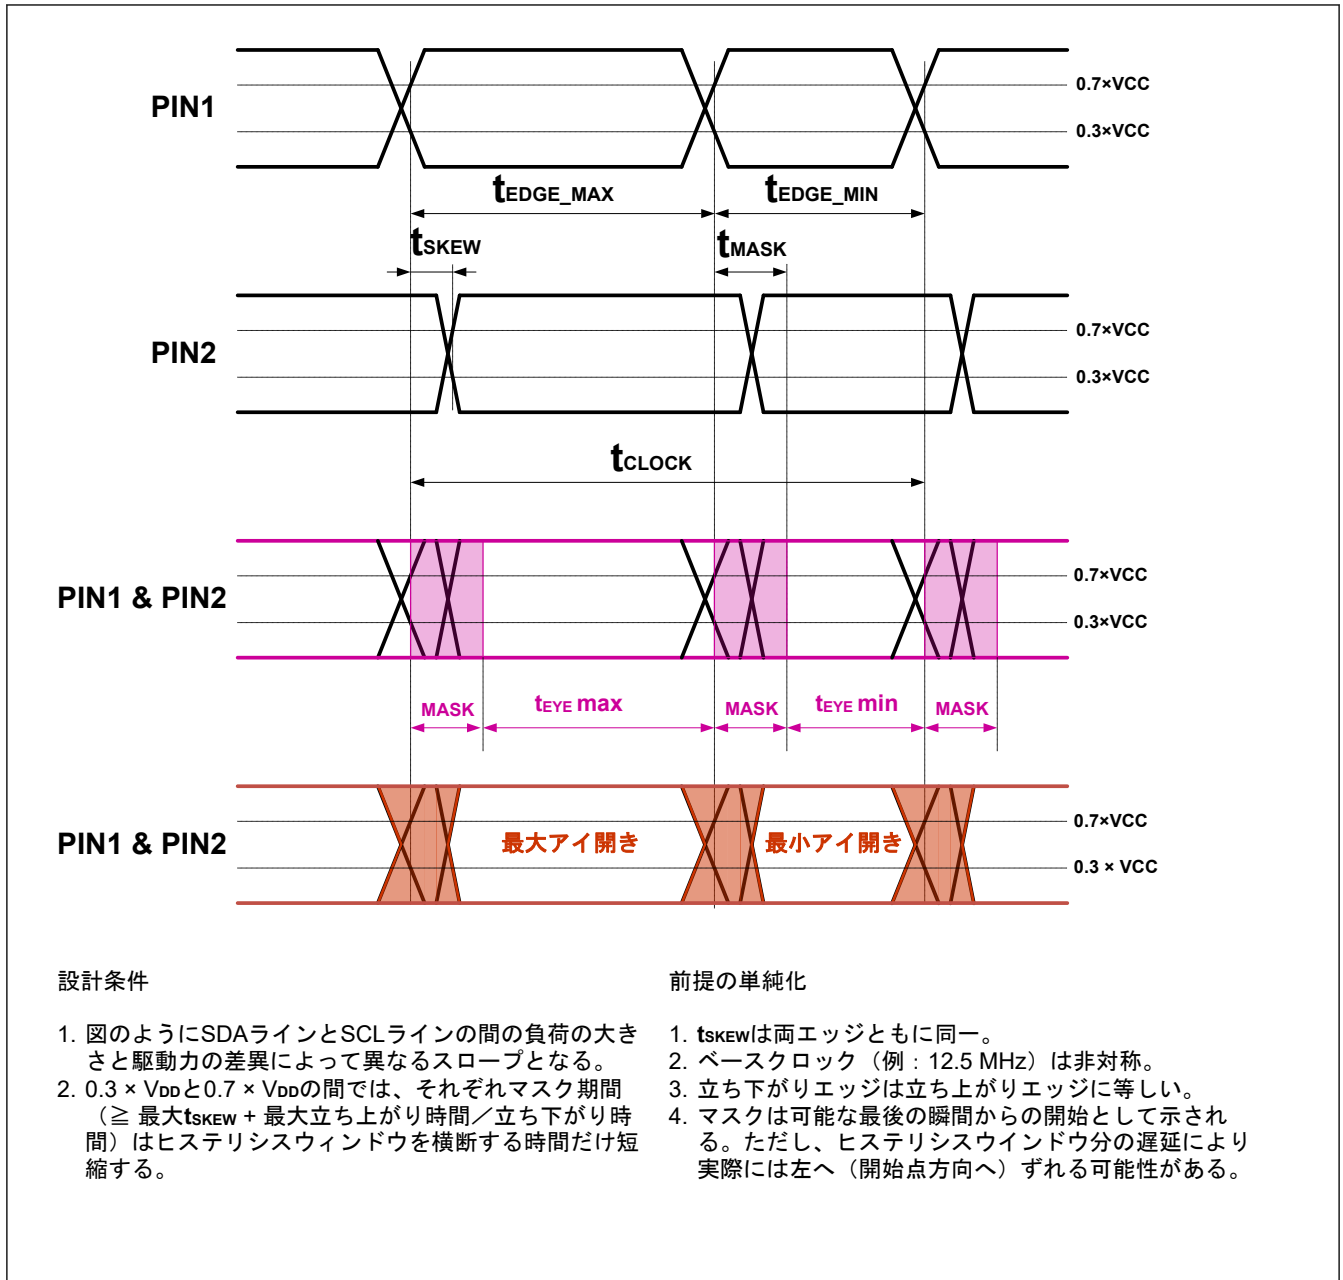 PIN1
0.7×VCC
0.3×VCC
tEDGE_MAX
tEDGE_MIN
tSKEW
tMASK
PIN2
0.7×VCC
0.3×VCC
tCLOCK
PIN1 & PIN2
0.7×VCC
0.3×VCC
MASK
tEYE max
MASK
tEYE min
MASK
PIN1 & PIN2
最大アイ開き
最小アイ開き
0.7×VCC
0.3 × VCC
設計条件
1. 図のようにSDAラインとSCLラインの間の負荷の大き
さと駆動力の差異によって異なるスロープとなる。
2. 0.3 × VDDと0.7 × VDDの間では、それぞれマスク期間
（≧ 最大tSKEW + 最大立ち上がり時間／立ち下がり時
間）はヒステリシスウィンドウを横断する時間だけ短
縮する。
前提の単純化
1. tSKEWは両エッジともに同一。
2. ベースクロック（例：12.5 MHz）は非対称。
3. 立ち下がりエッジは立ち上がりエッジに等しい。
4. マスクは可能な最後の瞬間からの開始として示され
る。ただし、ヒステリシスウインドウ分の遅延により
実際には左へ（開始点方向へ）ずれる可能性がある。